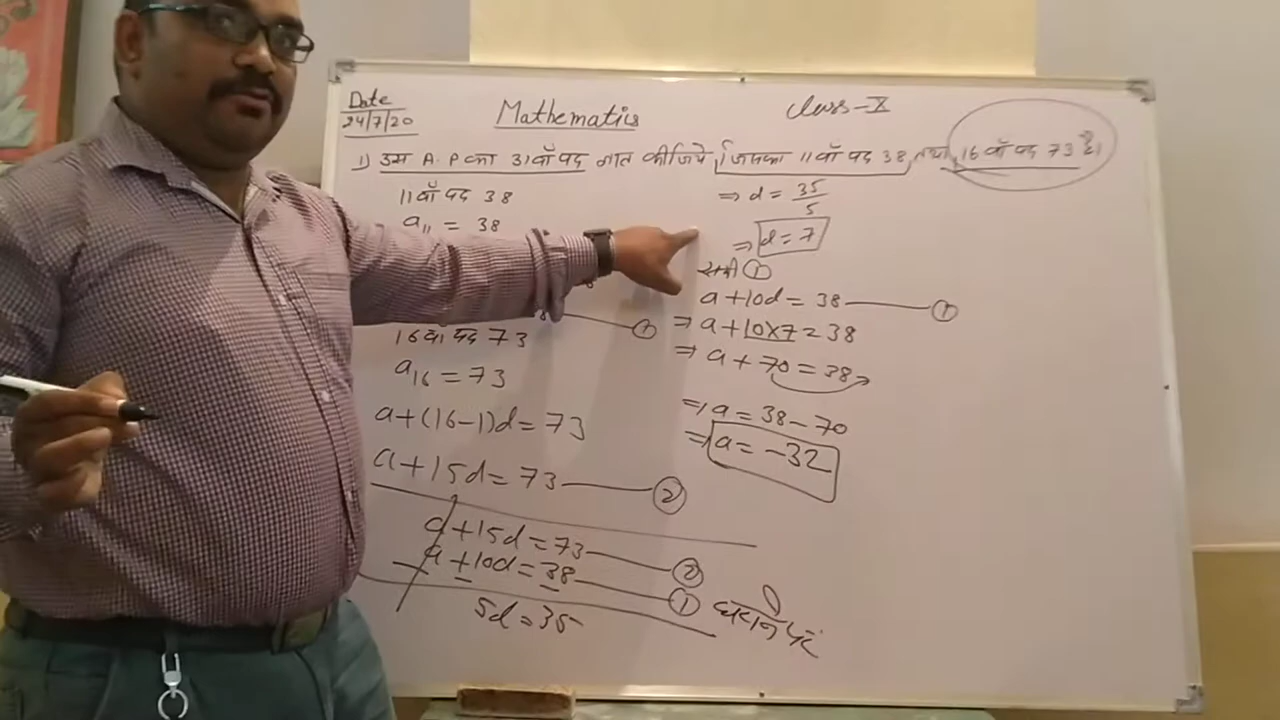 Date
24/7/20
Mathematics
Class-X
1) उस A.P का 31वाँ पद ज्ञात कीजिये, जिसका 11वाँ पद 38 तथा 16वाँ पद 73 है।
11वाँ पद 38
a₁₁ = 38
8 ——— ①
16वाँ पद 73
a₁₆ = 73
a+(16-1)d = 73
a+15d = 73 ——— ②
a+15d = 73 ——— ②
a+10d = 38 ——— ①
घटाने पर
5d = 35
⇒ d = 35/5
⇒ d = 7
समी ①
a+10d = 38 ——— ①
⇒ a+10×7 = 38
⇒ a+70 = 38
⇒ a = 38-70
⇒ a = -32